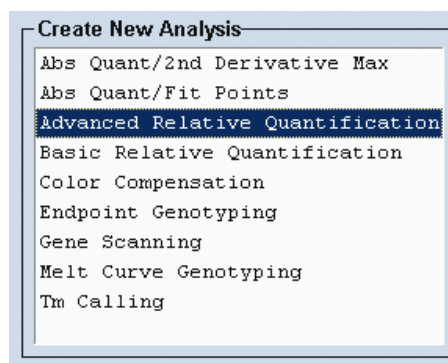 Create New Analysis
Abs Quant/2nd Derivative Max
Abs Quant/Fit Points
Advanced Relative Quantification
Basic Relative Quantification
Color Compensation
Endpoint Genotyping
Gene Scanning
Melt Curve Genotyping
Tm Calling